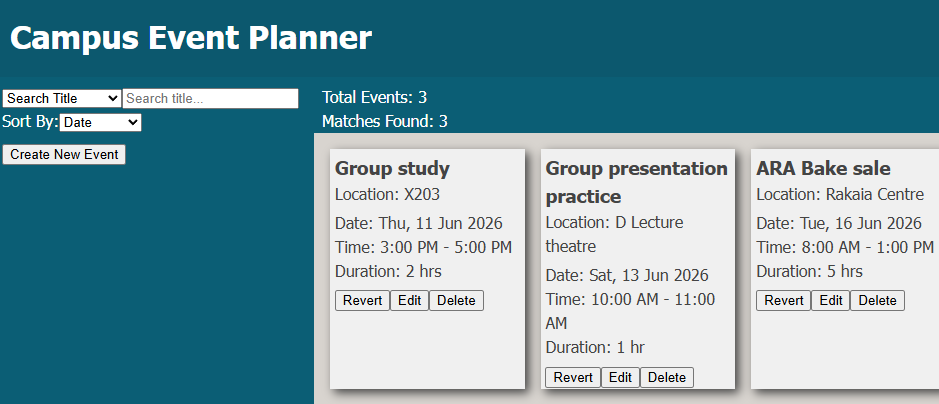 Campus Event Planner
Search Title
Search title...
Sort By: Date
Create New Event
Total Events: 3
Matches Found: 3
Group study
Location: X203
Date: Thu, 11 Jun 2026
Time: 3:00 PM - 5:00 PM
Duration: 2 hrs
Revert Edit Delete
Group presentation
practice
Location: D Lecture
theatre
Date: Sat, 13 Jun 2026
Time: 10:00 AM - 11:00
AM
Duration: 1 hr
Revert Edit Delete
ARA Bake sale
Location: Rakaia Centre
Date: Tue, 16 Jun 2026
Time: 8:00 AM - 1:00 PM
Duration: 5 hrs
Revert Edit Delete